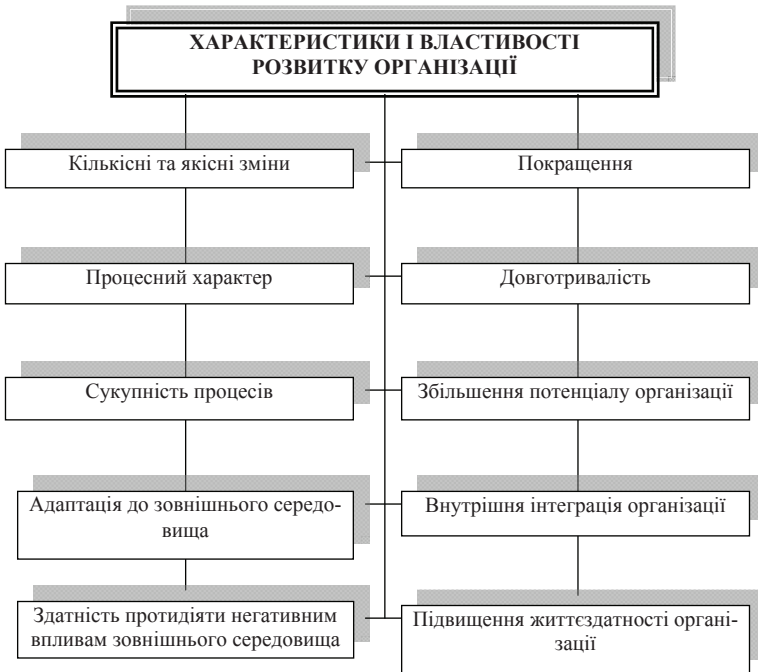 ХАРАКТЕРИСТИКИ І ВЛАСТИВОСТІ
РОЗВИТКУ ОРГАНІЗАЦІЇ
Кількісні та якісні зміни
Покращення
Процесний характер
Довготривалість
Сукупність процесів
Збільшення потенціалу організації
Адаптація до зовнішнього середо-
вища
Внутрішня інтеграція організації
Здатність протидіяти негативним
впливам зовнішнього середовища
Підвищення життєздатності органі-
зації